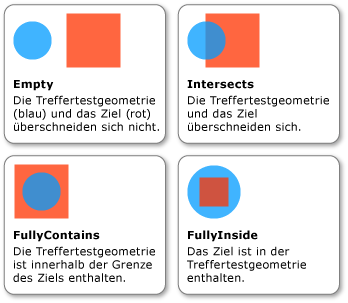 Empty
Die Treffertestgeometrie
(blau) und das Ziel (rot)
überschneiden sich nicht.
Intersects
Die Treffertestgeometrie
und das Ziel
überschneiden sich.
FullyContains
Die Treffertestgeometrie
ist innerhalb der Grenze
des Ziels enthalten.
FullyInside
Das Ziel ist in der
Treffertestgeometrie
enthalten.